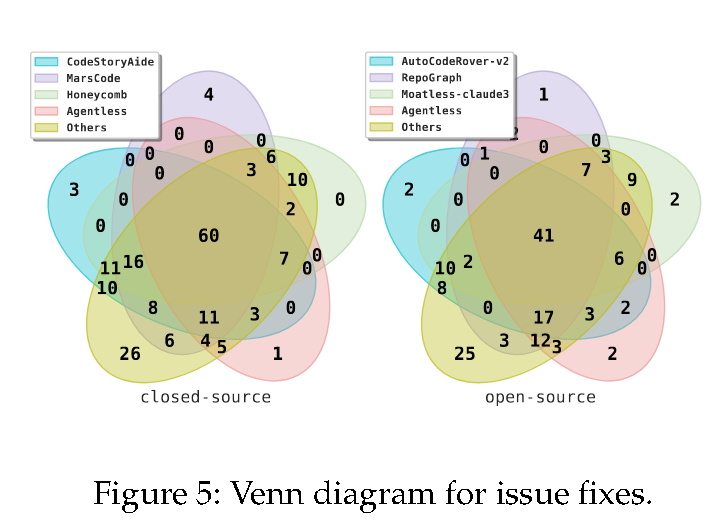 CodeStoryAide
MarsCode
Honeycomb
Agentless
Others
4
0
0 0 0 0 6
0 3
3 10
0 0
2
0
60
11 16 7 0 0
10
8 11 3 0
6 4 5
26 1
closed-source
AutoCodeRover-v2
RepoGraph
Moatless-claude3
Agentless
Others
1
0 1 0 0 3
0 7
2 9
0 2
0
0
41
10 2 6 0 0
8
0 17 3 2
3 12 3
25 2
open-source
Figure 5: Venn diagram for issue fixes.